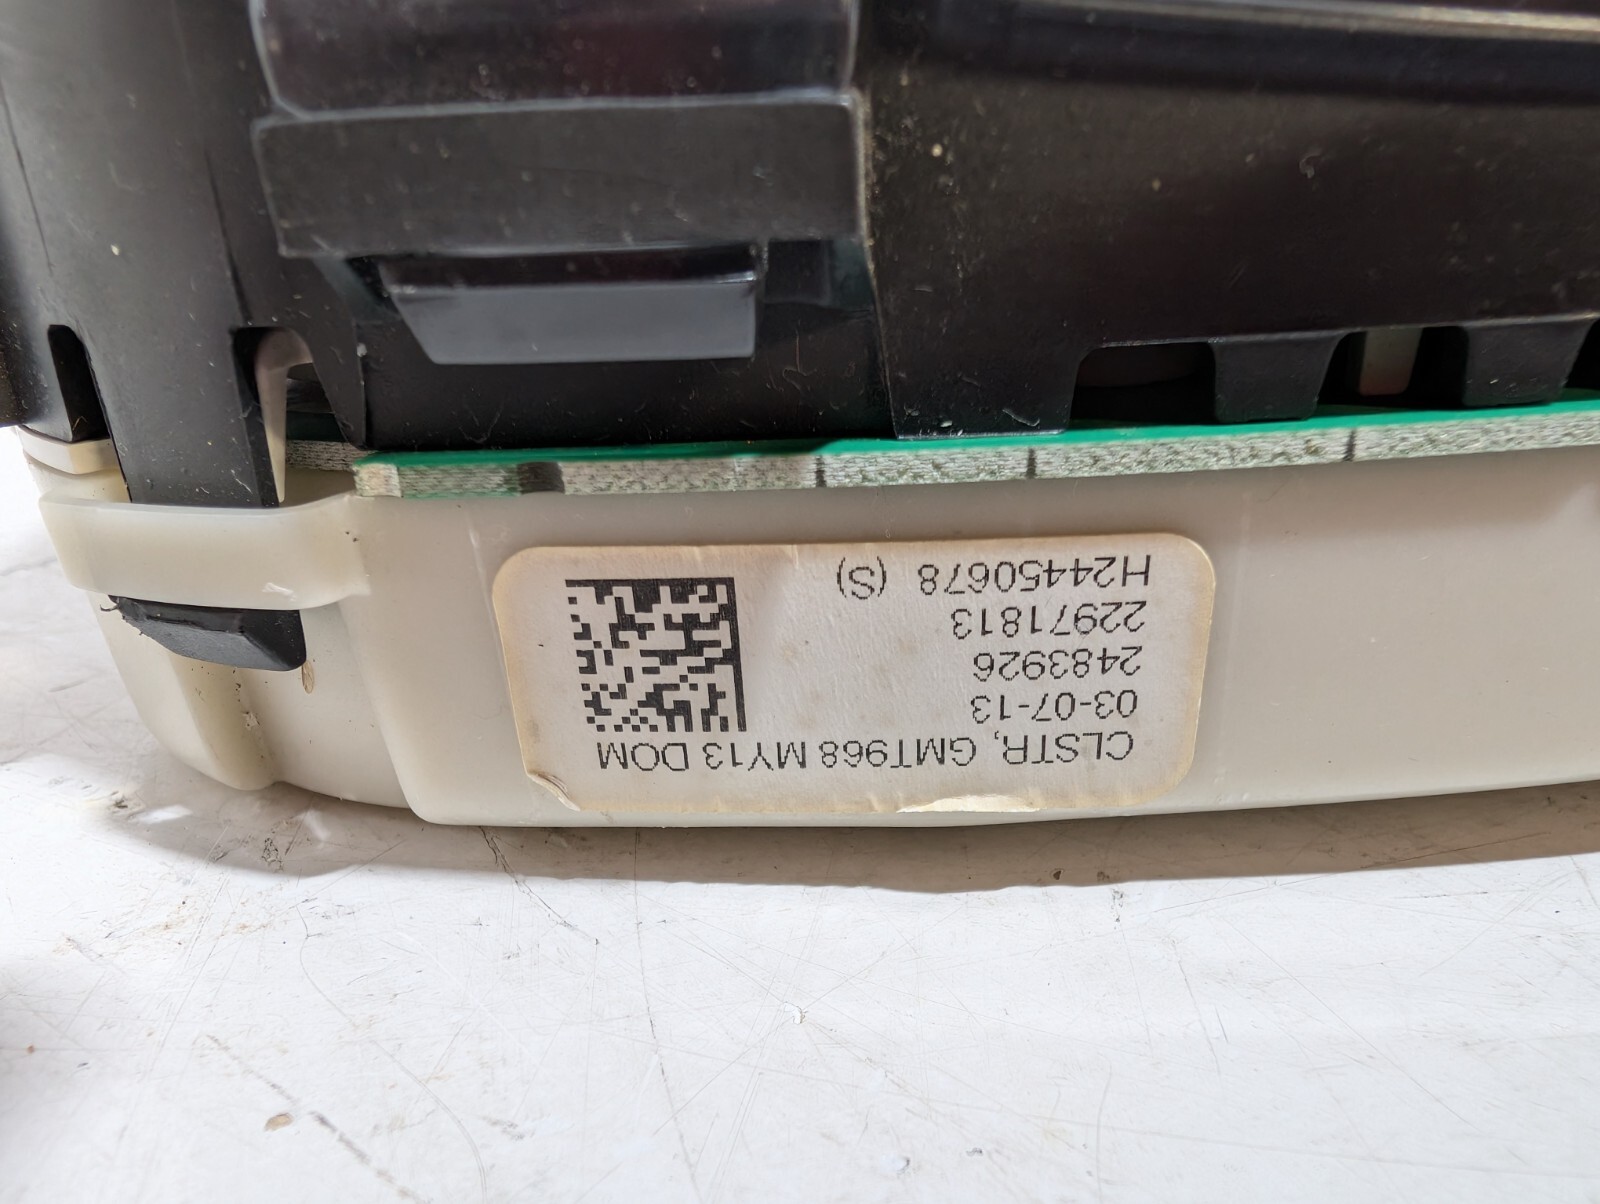 CLSTR, GMT968 MY13 DOM
03-07-13
2483926
22971813
H24450678 (S)